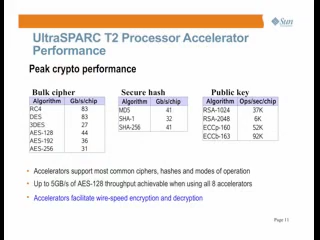 Sun
UltraSPARC T2 Processor Accelerator
Performance
Peak crypto performance
Bulk cipher
Algorithm Gb/s/chip
RC4 83
DES 83
3DES 27
AES-128 44
AES-192 36
AES-256 31
Secure hash
Algorithm Gb/s/chip
MD5 41
SHA-1 32
SHA-256 41
Public key
Algorithm Ops/sec/chip
RSA-1024 37K
RSA-2048 6K
ECCp-160 52K
ECCb-163 92K
• Accelerators support most common ciphers, hashes and modes of operation
• Up to 5GB/s of AES-128 throughput achievable when using all 8 accelerators
• Accelerators facilitate wire-speed encryption and decryption
Page 11